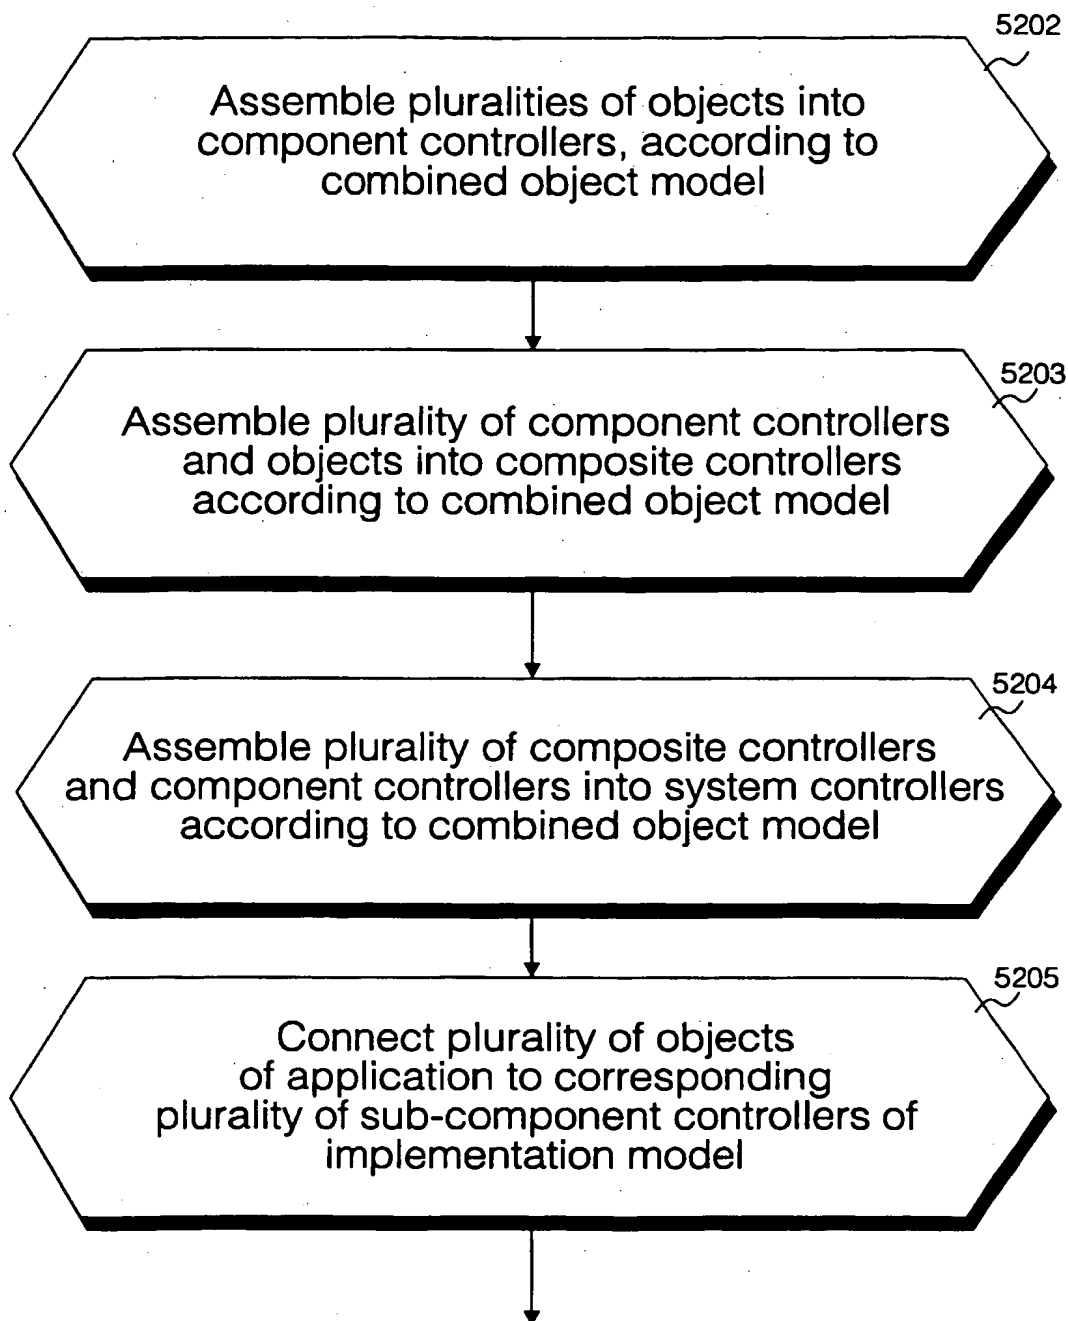 5202
Assemble pluralities of objects into
component controllers, according to
combined object model
5203
Assemble plurality of component controllers
and objects into composite controllers
according to combined object model
5204
Assemble plurality of composite controllers
and component controllers into system controllers
according to combined object model
5205
Connect plurality of objects
of application to corresponding
plurality of sub-component controllers of
implementation model